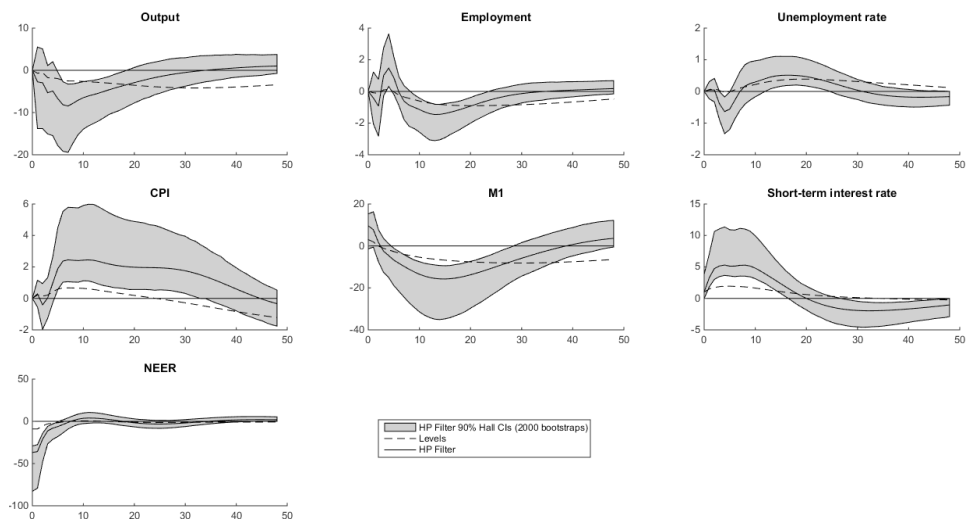 Output
10
0
-10
-20
0 10 20 30 40 50
Employment
4
2
0
-2
-4
0 10 20 30 40 50
Unemployment rate
2
1
0
-1
-2
0 10 20 30 40 50
CPI
6
4
2
0
-2
0 10 20 30 40 50
M1
20
0
-20
-40
0 10 20 30 40 50
Short-term interest rate
15
10
5
0
-5
0 10 20 30 40 50
NEER
50
0
-50
-100
0 10 20 30 40 50
HP Filter 90% Hall CIs (2000 bootstraps)
Levels
HP Filter